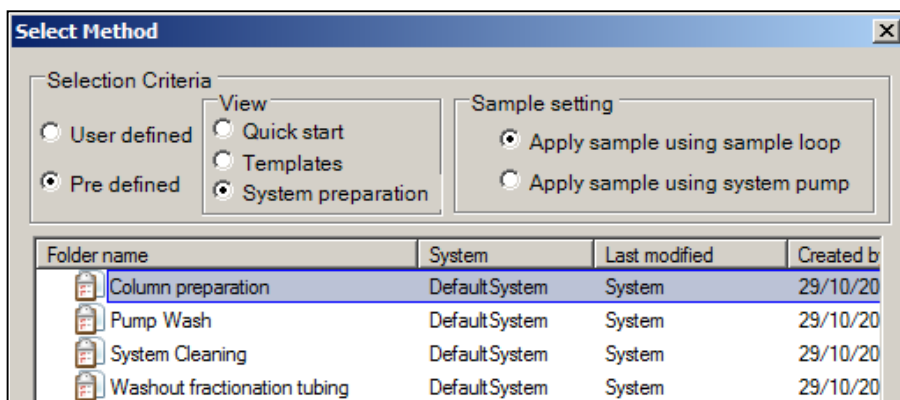 Select Method
Selection Criteria
View
Sample setting
User defined
Quick start
Apply sample using sample loop
Templates
Pre defined
Apply sample using system pump
System preparation
Folder name System Last modified Created b
Column preparation DefaultSystem System 29/10/20
Pump Wash DefaultSystem System 29/10/20
System Cleaning DefaultSystem System 29/10/20
Washout fractionation tubing DefaultSystem System 29/10/20